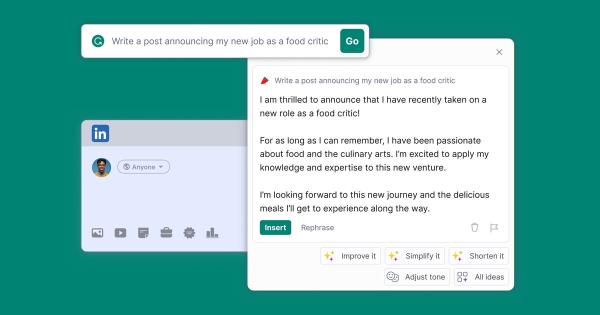 Write a post announcing my new job as a food critic
Go
Write a post announcing my new job as a food critic
I am thrilled to announce that I have recently taken on a
new role as a food critic!
For as long as I can remember, I have been passionate
about food and the culinary arts. I'm excited to apply my
knowledge and expertise to this new venture.
I'm looking forward to this new journey and the delicious
meals I'll get to experience along the way.
Insert Rephrase
Improve it Simplify it Shorten it
Adjust tone All ideas
in
Anyone